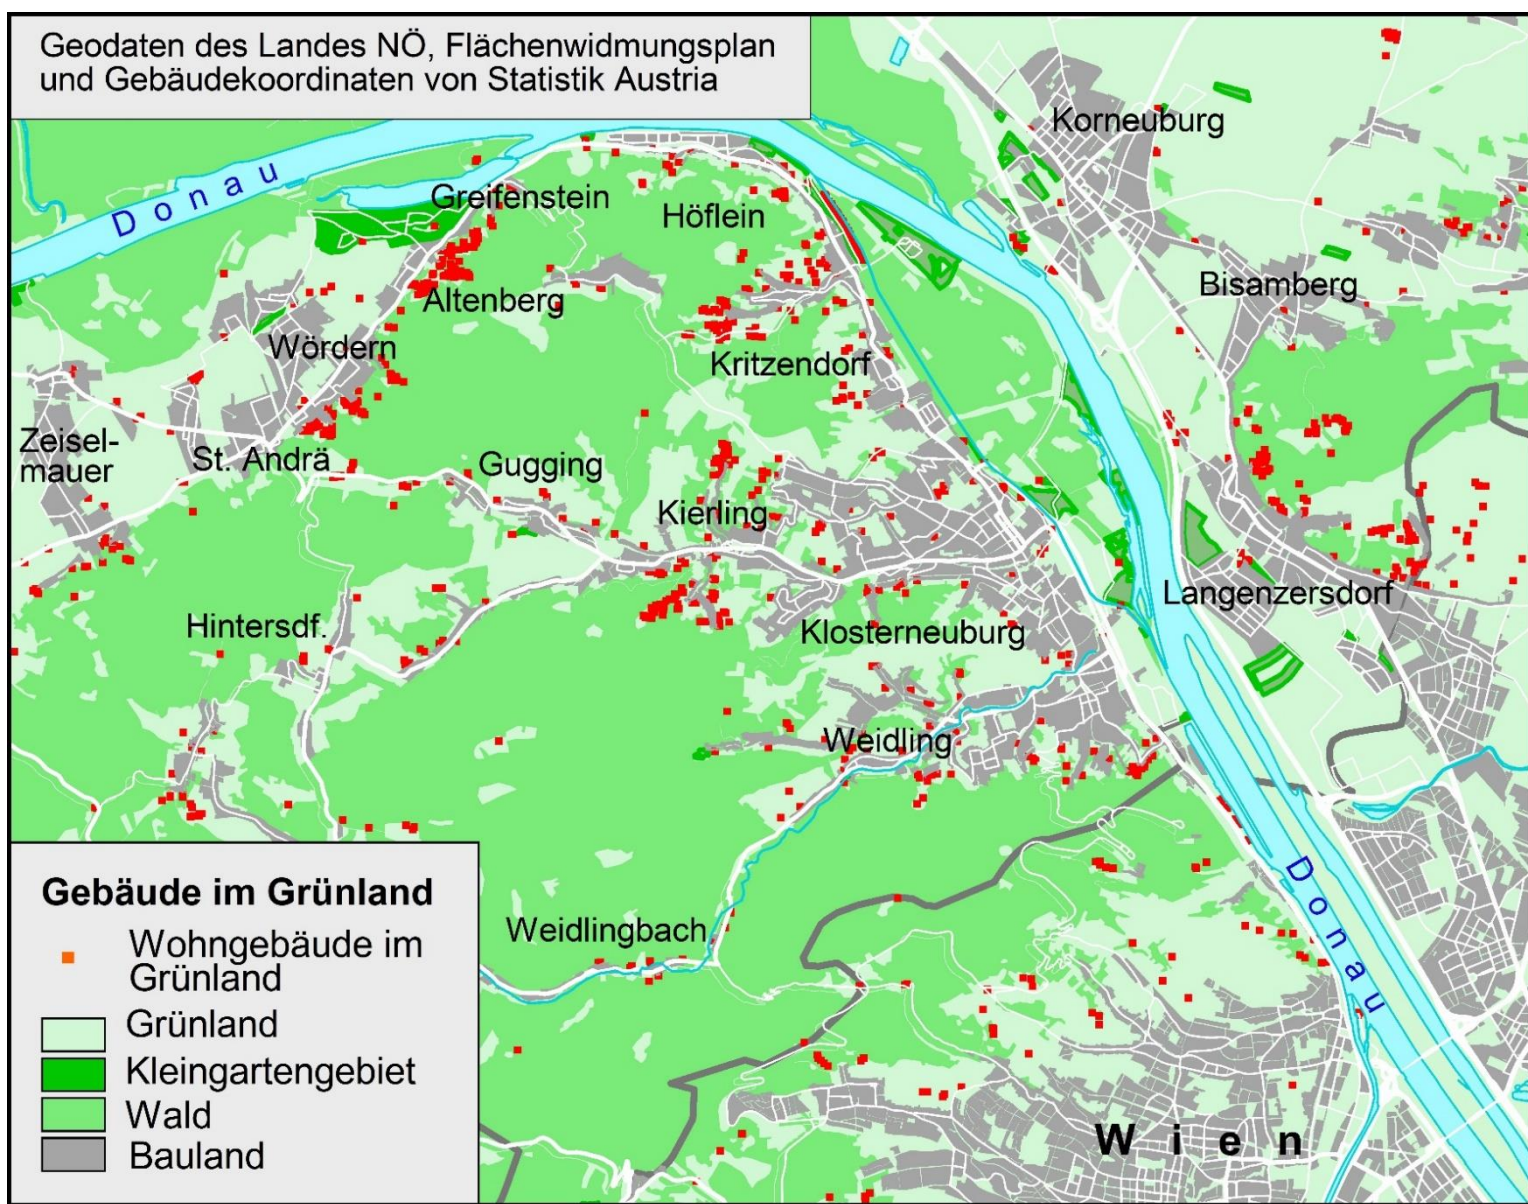 Geodaten des Landes NÖ, Flächenwidmungsplan
und Gebäudekoordinaten von Statistik Austria
Korneuburg
Donau
Greifenstein
Höflein
Bisamberg
Altenberg
Wördern
Kritzendorf
Zeisel-
mauer
St. Andrä
Gugging
Kierling
Langenzersdorf
Hintersdf.
Klosterneuburg
Weidling
Gebäude im Grünland
Wohngebäude im
Grünland
Grünland
Kleingartengebiet
Wald
Bauland
Weidlingbach
Donau
Wien